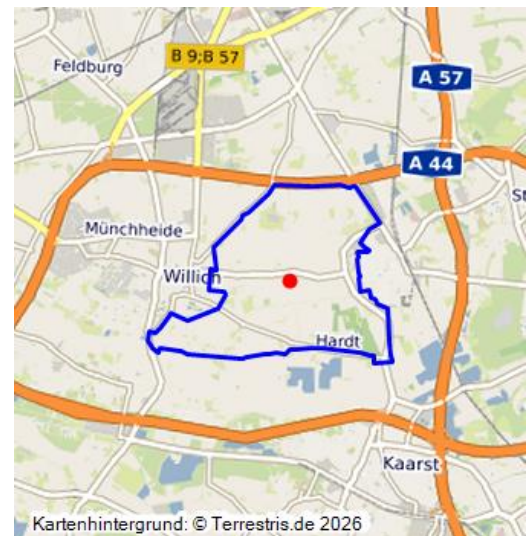 B 9;B 57
Feldburg
A 57
A 44
St
Münchheide
Willich
Hardt
Kaarst
Kartenhintergrund: © Terrestris.de 2026